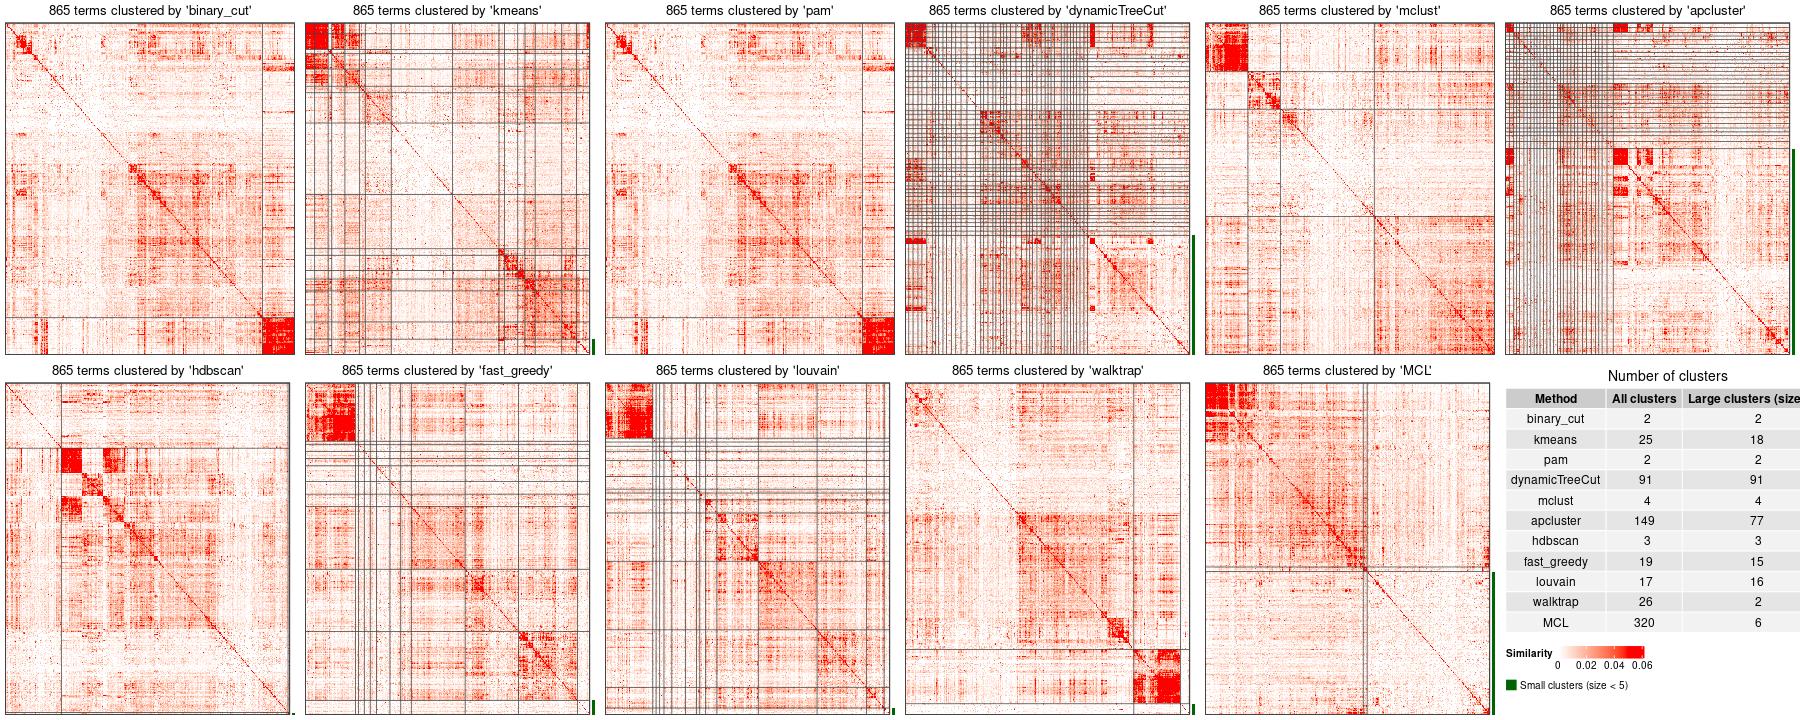 865 terms clustered by 'binary_cut'
865 terms clustered by 'kmeans'
865 terms clustered by 'pam'
865 terms clustered by 'dynamicTreeCut'
865 terms clustered by 'mclust'
865 terms clustered by 'apcluster'
865 terms clustered by 'hdbscan'
865 terms clustered by 'fast_greedy'
865 terms clustered by 'louvain'
865 terms clustered by 'walktrap'
865 terms clustered by 'MCL'
Number of clusters
Method All clusters Large clusters (size
binary_cut 2 2
kmeans 25 18
pam 2 2
dynamicTreeCut 91 91
mclust 4 4
apcluster 149 77
hdbscan 3 3
fast_greedy 19 15
louvain 17 16
walktrap 26 2
MCL 320 6
Similarity
0 0.02 0.04 0.06
Small clusters (size < 5)